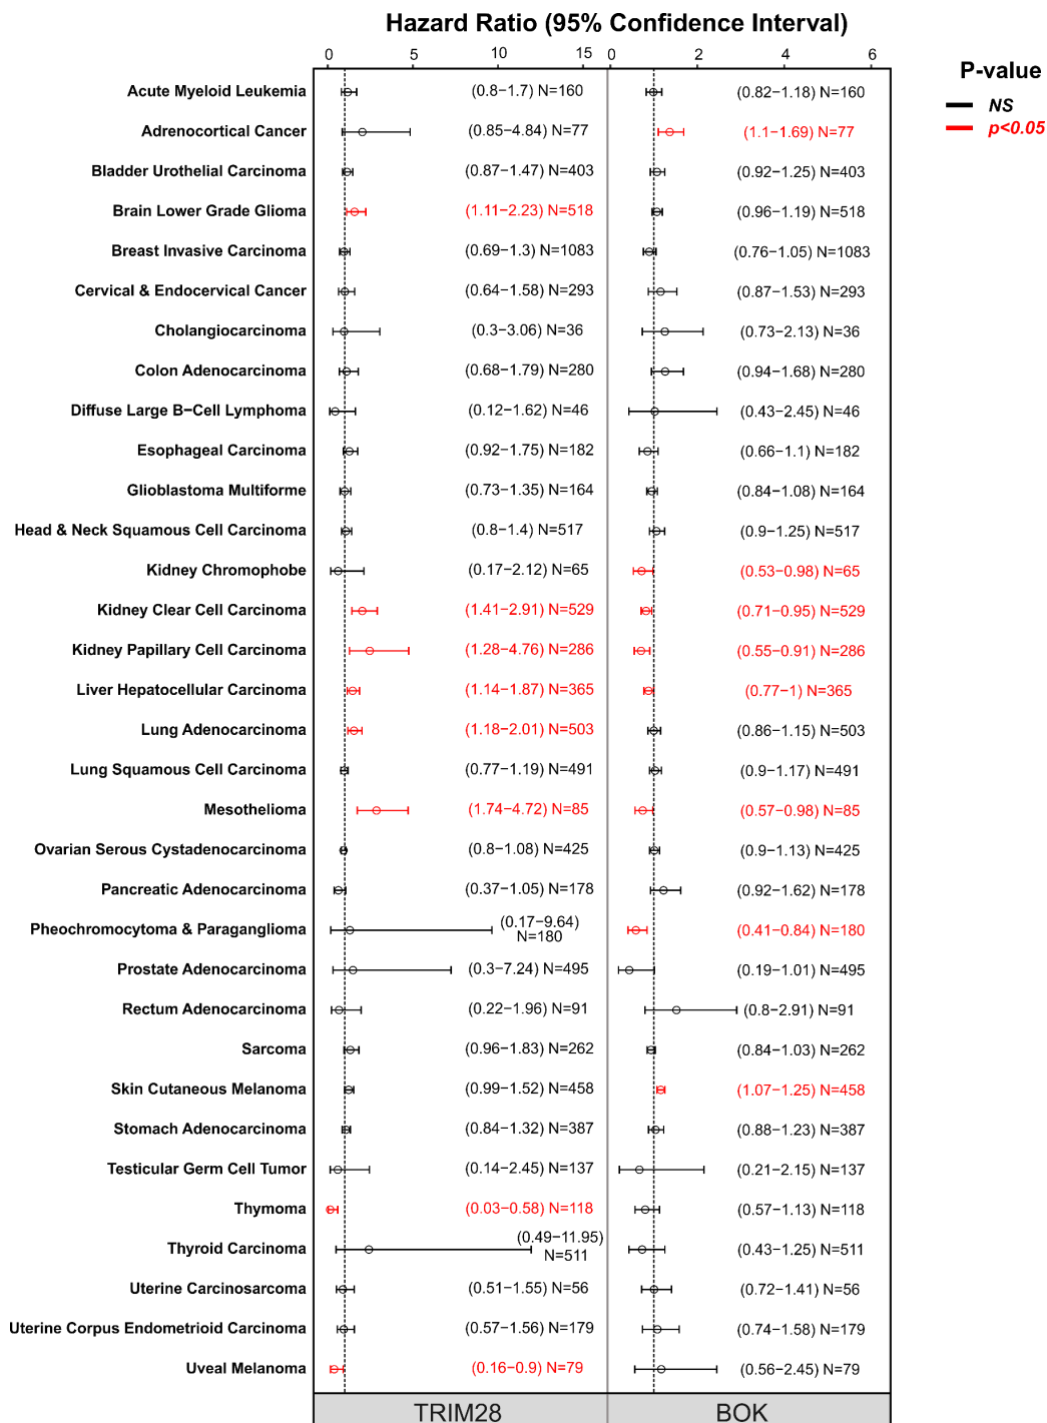 Hazard Ratio (95% Confidence Interval)
0 5 10 15 0 2 4 6
P-value
NS
p<0.05
Acute Myeloid Leukemia (0.8−1.7) N=160 (0.82−1.18) N=160
Adrenocortical Cancer (0.85−4.84) N=77 (1.1−1.69) N=77
Bladder Urothelial Carcinoma (0.87−1.47) N=403 (0.92−1.25) N=403
Brain Lower Grade Glioma (1.11−2.23) N=518 (0.96−1.19) N=518
Breast Invasive Carcinoma (0.69−1.3) N=1083 (0.76−1.05) N=1083
Cervical & Endocervical Cancer (0.64−1.58) N=293 (0.87−1.53) N=293
Cholangiocarcinoma (0.3−3.06) N=36 (0.73−2.13) N=36
Colon Adenocarcinoma (0.68−1.79) N=280 (0.94−1.68) N=280
Diffuse Large B−Cell Lymphoma (0.12−1.62) N=46 (0.43−2.45) N=46
Esophageal Carcinoma (0.92−1.75) N=182 (0.66−1.1) N=182
Glioblastoma Multiforme (0.73−1.35) N=164 (0.84−1.08) N=164
Head & Neck Squamous Cell Carcinoma (0.8−1.4) N=517 (0.9−1.25) N=517
Kidney Chromophobe (0.17−2.12) N=65 (0.53−0.98) N=65
Kidney Clear Cell Carcinoma (1.41−2.91) N=529 (0.71−0.95) N=529
Kidney Papillary Cell Carcinoma (1.28−4.76) N=286 (0.55−0.91) N=286
Liver Hepatocellular Carcinoma (1.14−1.87) N=365 (0.77−1) N=365
Lung Adenocarcinoma (1.18−2.01) N=503 (0.86−1.15) N=503
Lung Squamous Cell Carcinoma (0.77−1.19) N=491 (0.9−1.17) N=491
Mesothelioma (1.74−4.72) N=85 (0.57−0.98) N=85
Ovarian Serous Cystadenocarcinoma (0.8−1.08) N=425 (0.9−1.13) N=425
Pancreatic Adenocarcinoma (0.37−1.05) N=178 (0.92−1.62) N=178
Pheochromocytoma & Paraganglioma (0.17−9.64) (0.41−0.84) N=180
N=180
Prostate Adenocarcinoma (0.3−7.24) N=495 (0.19−1.01) N=495
Rectum Adenocarcinoma (0.22−1.96) N=91 (0.8−2.91) N=91
Sarcoma (0.96−1.83) N=262 (0.84−1.03) N=262
Skin Cutaneous Melanoma (0.99−1.52) N=458 (1.07−1.25) N=458
Stomach Adenocarcinoma (0.84−1.32) N=387 (0.88−1.23) N=387
Testicular Germ Cell Tumor (0.14−2.45) N=137 (0.21−2.15) N=137
Thymoma (0.03−0.58) N=118 (0.57−1.13) N=118
Thyroid Carcinoma (0.49−11.95) (0.43−1.25) N=511
N=511
Uterine Carcinosarcoma (0.51−1.55) N=56 (0.72−1.41) N=56
Uterine Corpus Endometrioid Carcinoma (0.57−1.56) N=179 (0.74−1.58) N=179
Uveal Melanoma (0.16−0.9) N=79 (0.56−2.45) N=79
TRIM28 BOK